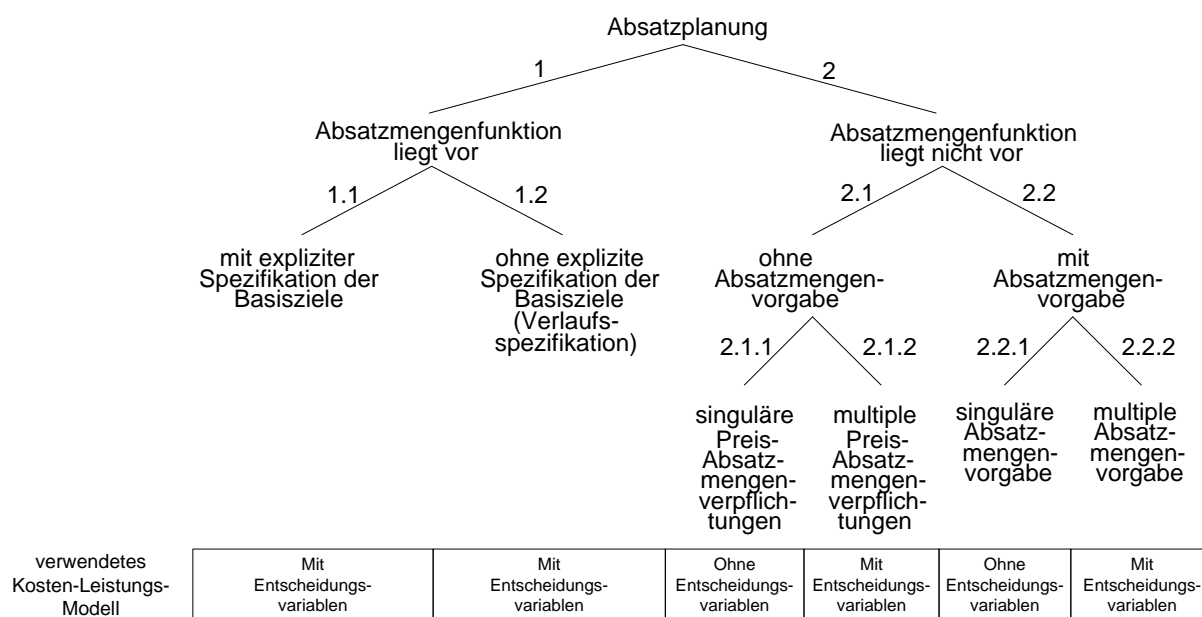 Absatzplanung
1
2
Absatzmengenfunktion
liegt vor
Absatzmengenfunktion
liegt nicht vor
1.1
1.2
2.1
2.2
mit expliziter
Spezifikation der
Basisziele
ohne explizite
Spezifikation der
Basisziele
(Verlaufs-
spezifikation)
ohne
Absatzmengen-
vorgabe
mit
Absatzmengen-
vorgabe
2.1.1
2.1.2
2.2.1
2.2.2
singuläre
Preis-
Absatz-
mengen-
verpflich-
tungen
multiple
Preis-
Absatz-
mengen-
verpflich-
tungen
singuläre
Absatz-
mengen-
vorgabe
multiple
Absatz-
mengen-
vorgabe
verwendetes
Kosten-Leistungs-
Modell
Mit
Entscheidungs-
variablen
Mit
Entscheidungs-
variablen
Ohne
Entscheidungs-
variablen
Mit
Entscheidungs-
variablen
Ohne
Entscheidungs-
variablen
Mit
Entscheidungs-
variablen